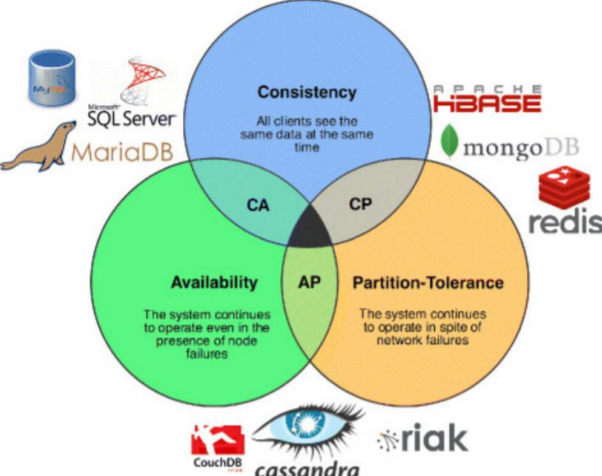 Consistency
All clients see the
same data at the same
time
MySQL
Microsoft
SQL Server
MariaDB
APACHE
HBASE
mongoDB
redis
CA
CP
AP
Availability
The system continues
to operate even in the
presence of node
failures
Partition-Tolerance
The system continues
to operate in spite of
network failures
CouchDB
cassandra
riak